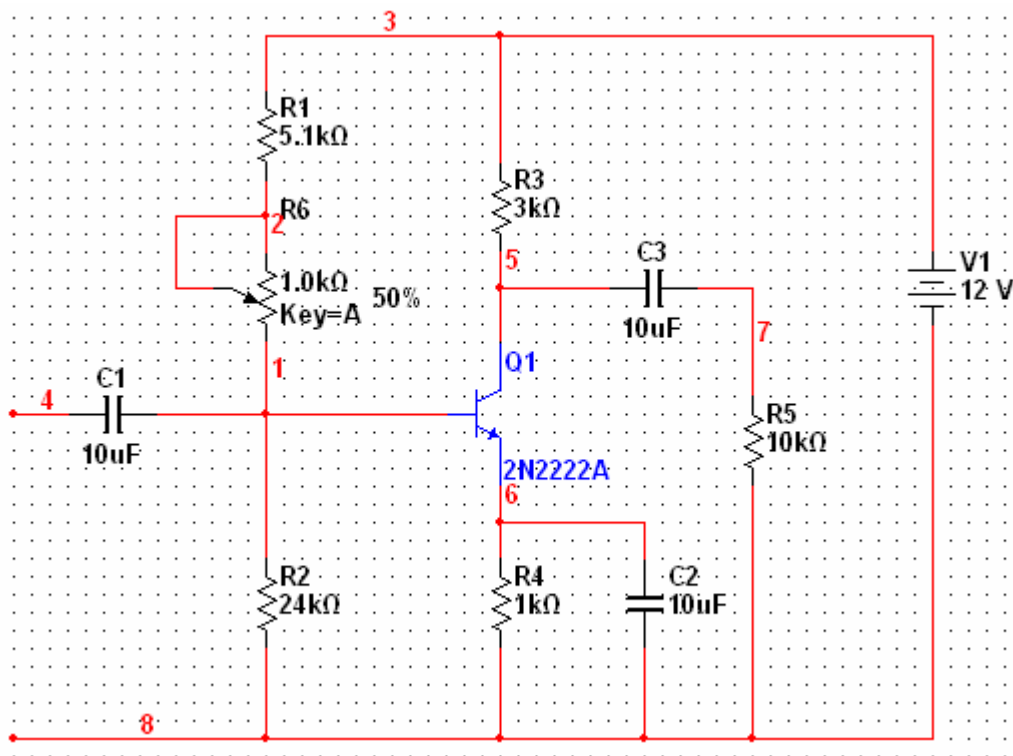 3
R1
5.1kΩ
R3
3kΩ
R6
2
5
C3
V1
12 V
1.0kΩ
50%
Key=A
10uF
7
1
Q1
C1
4
R5
10kΩ
10uF
2N2222A
6
R2
24kΩ
R4
1kΩ
C2
10uF
8